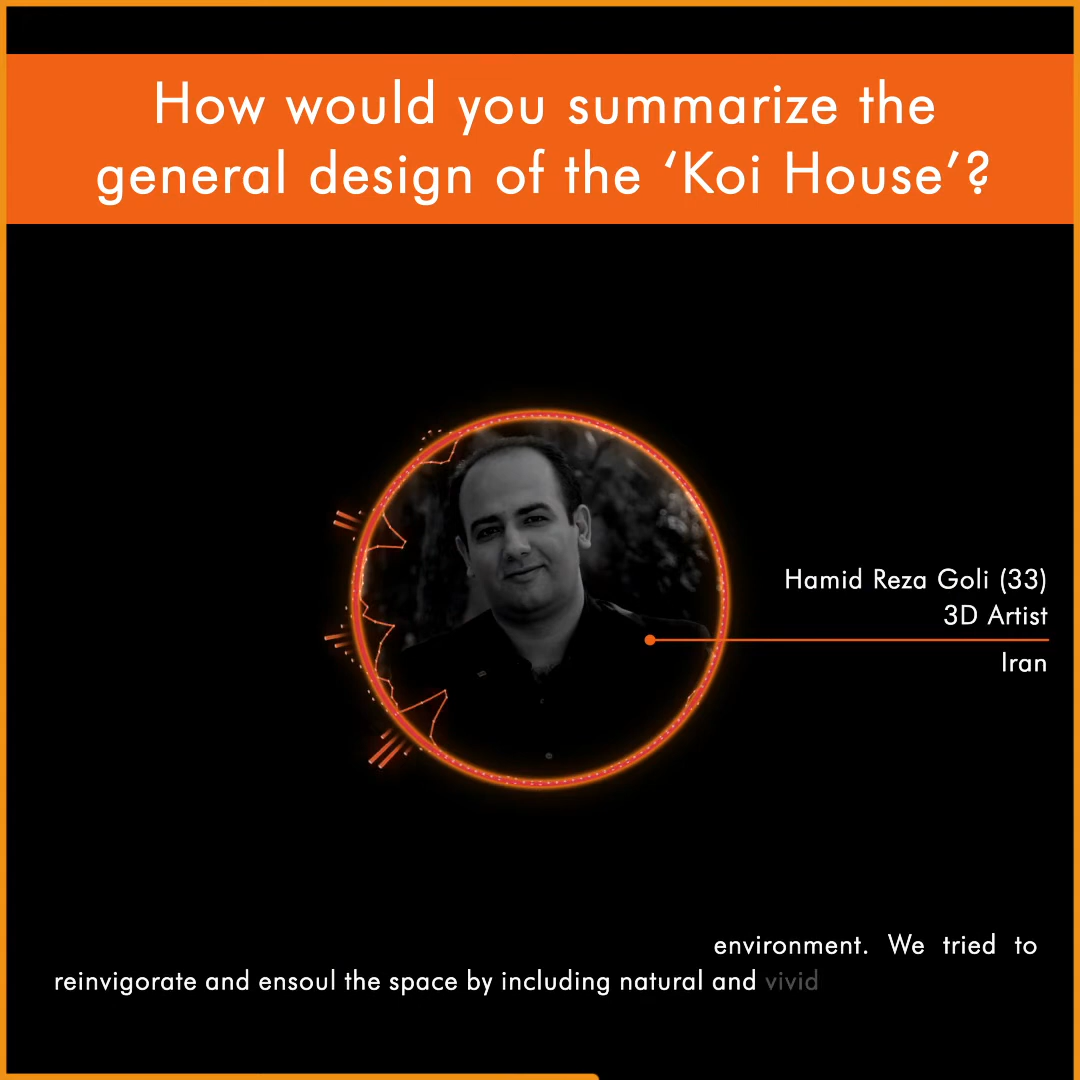 How would you summarize the
general design of the ‘Koi House’?
Hamid Reza Goli (33)
3D Artist
Iran
environment. We tried to
reinvigorate and ensoul the space by including natural and vivid